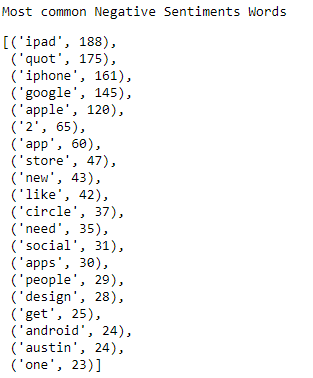 Most common Negative Sentiments Words
[('ipad', 188),
('quot', 175),
('iphone', 161),
('google', 145),
('apple', 120),
('2', 65),
('app', 60),
('store', 47),
('new', 43),
('like', 42),
('circle', 37),
('need', 35),
('social', 31),
('apps', 30),
('people', 29),
('design', 28),
('get', 25),
('android', 24),
('austin', 24),
('one', 23)]